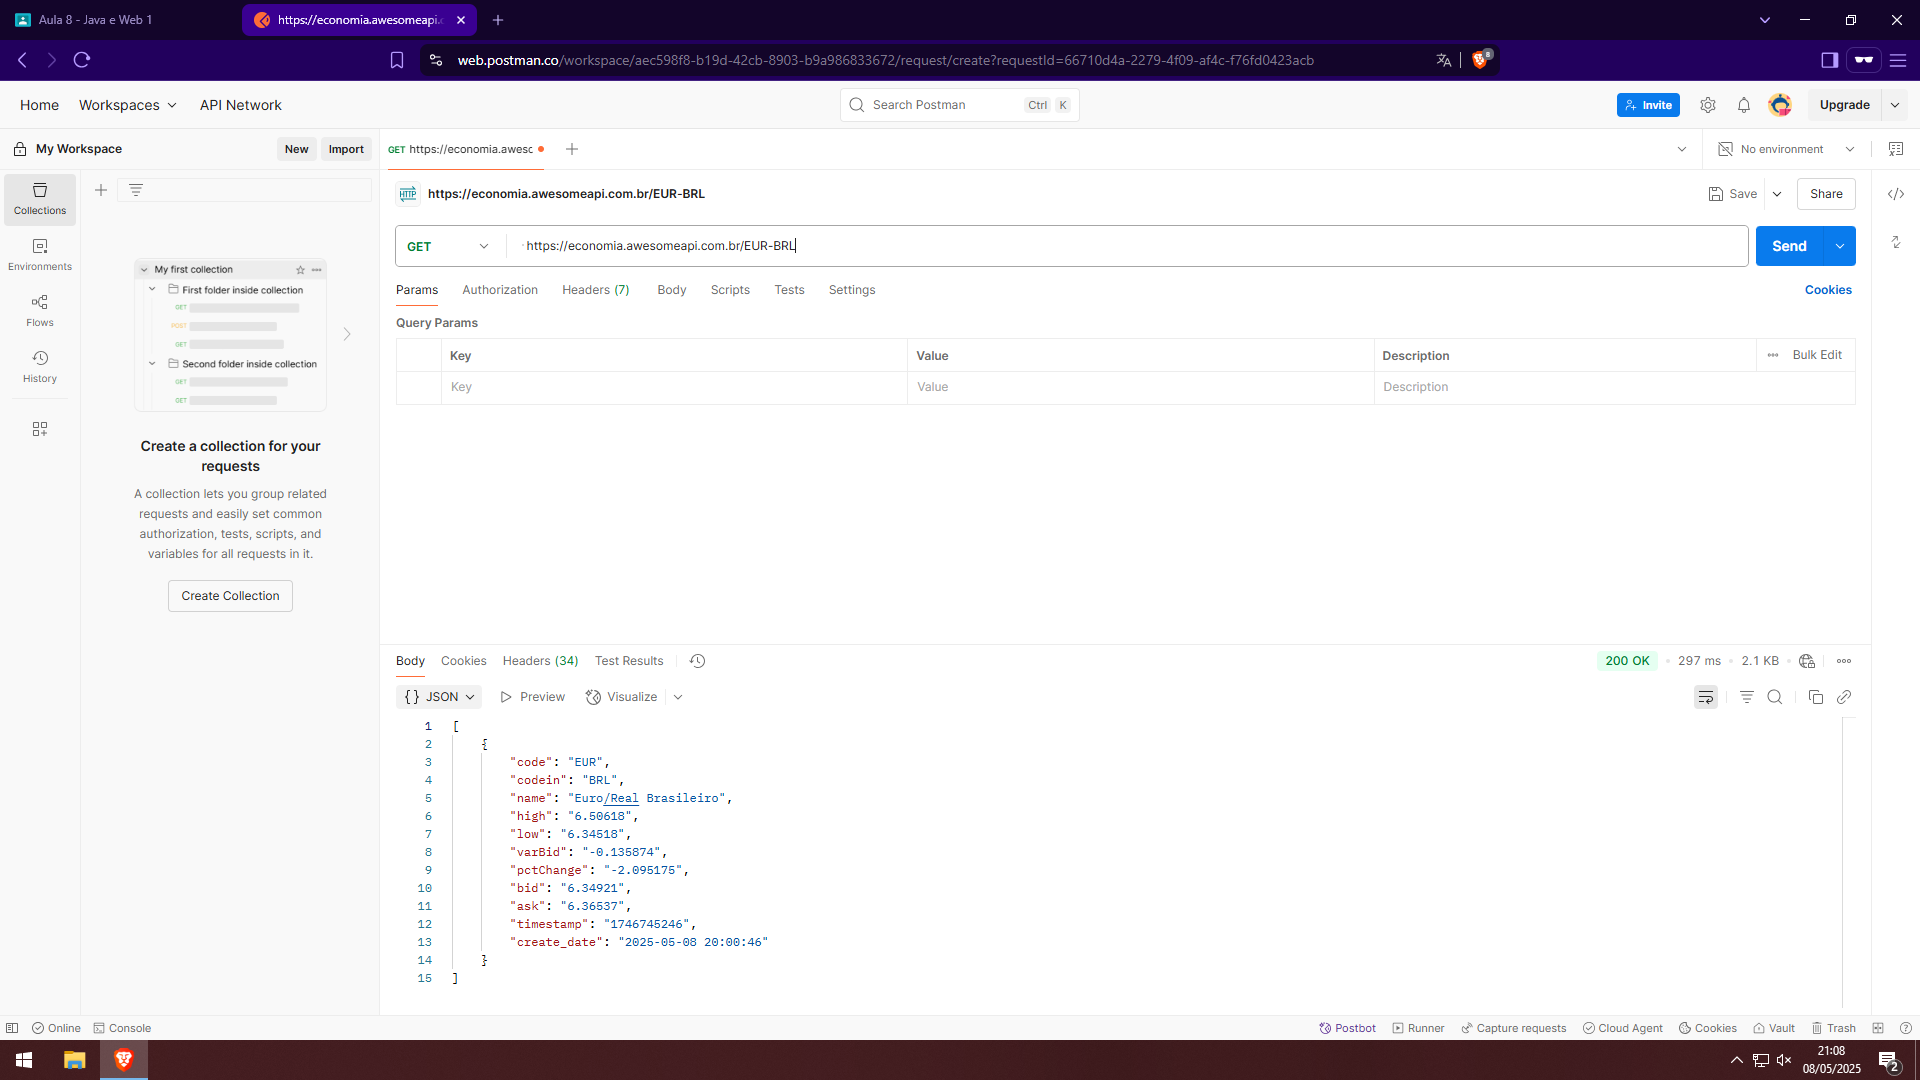 Aula 8 - Java e Web 1
https://economia.awesomeapi.c
web.postman.co/workspace/aec598f8-b19d-42cb-8903-b9a986833672/request/create?requestId=66710d4a-2279-4f09-af4c-f76fd0423acb
8
Home Workspaces API Network
Search Postman Ctrl K
Invite
Upgrade
My Workspace
New Import
GET https://economia.awesc
No environment
Collections
Environments
Flows
History
My first collection
First folder inside collection
GET
POST
GET
Second folder inside collection
GET
GET
Create a collection for your
requests
A collection lets you group related
requests and easily set common
authorization, tests, scripts, and
variables for all requests in it.
Create Collection
HTTP https://economia.awesomeapi.com.br/EUR-BRL
Save Share
GET https://economia.awesomeapi.com.br/EUR-BRL
Send
Params Authorization Headers (7) Body Scripts Tests Settings Cookies
Query Params
Key Value Description Bulk Edit
Key Value Description
Body Cookies Headers (34) Test Results
200 OK 297 ms 2.1 KB
{} JSON Preview Visualize
1 [
2 {
3 "code": "EUR",
4 "codein": "BRL",
5 "name": "Euro/Real Brasileiro",
6 "high": "6.50618",
7 "low": "6.34518",
8 "varBid": "-0.135874",
9 "pctChange": "-2.095175",
10 "bid": "6.34921",
11 "ask": "6.36537",
12 "timestamp": "1746745246",
13 "create_date": "2025-05-08 20:00:46"
14 }
15 ]
Online Console
Postbot Runner Capture requests Cloud Agent Cookies Vault Trash
21:08
08/05/2025
2